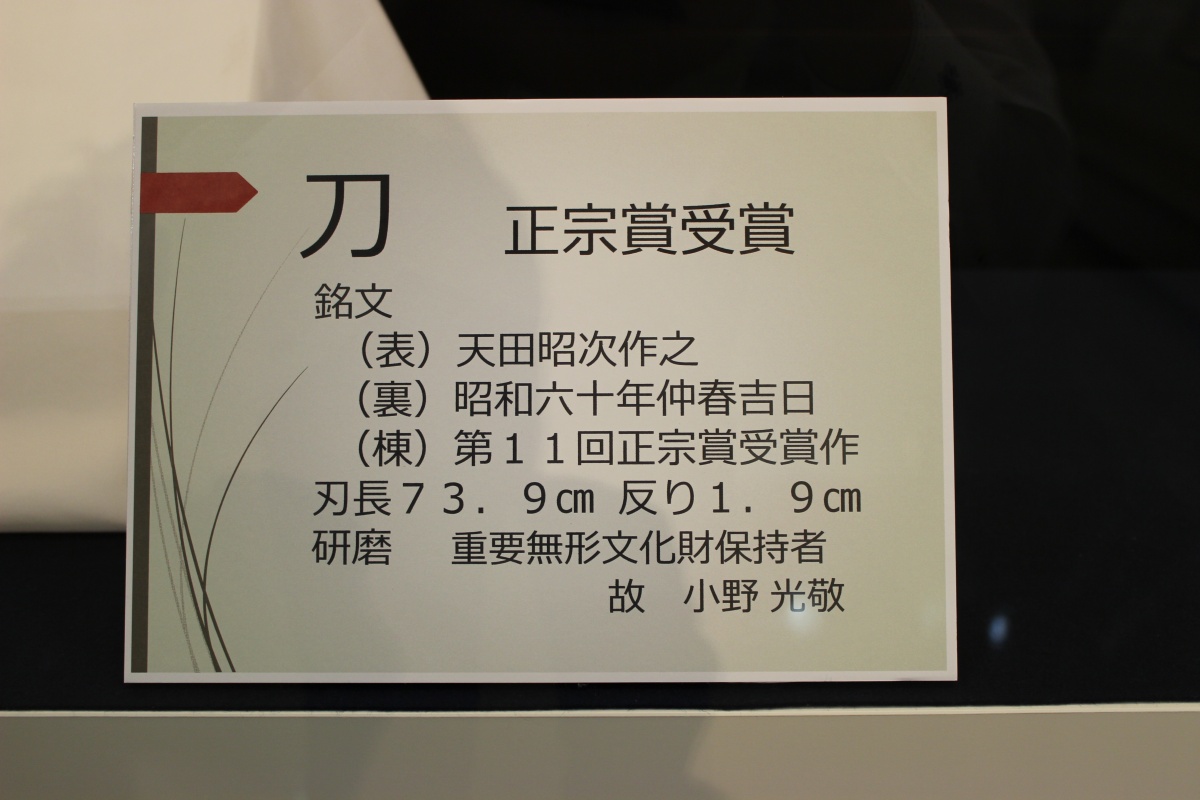 刀　正宗賞受賞
銘文
（表）天田昭次作之
（裏）昭和六十年仲春吉日
（棟）第１１回正宗賞受賞作
刃長７３．９㎝ 反り１．９㎝
研磨　重要無形文化財保持者
故　小野 光敬